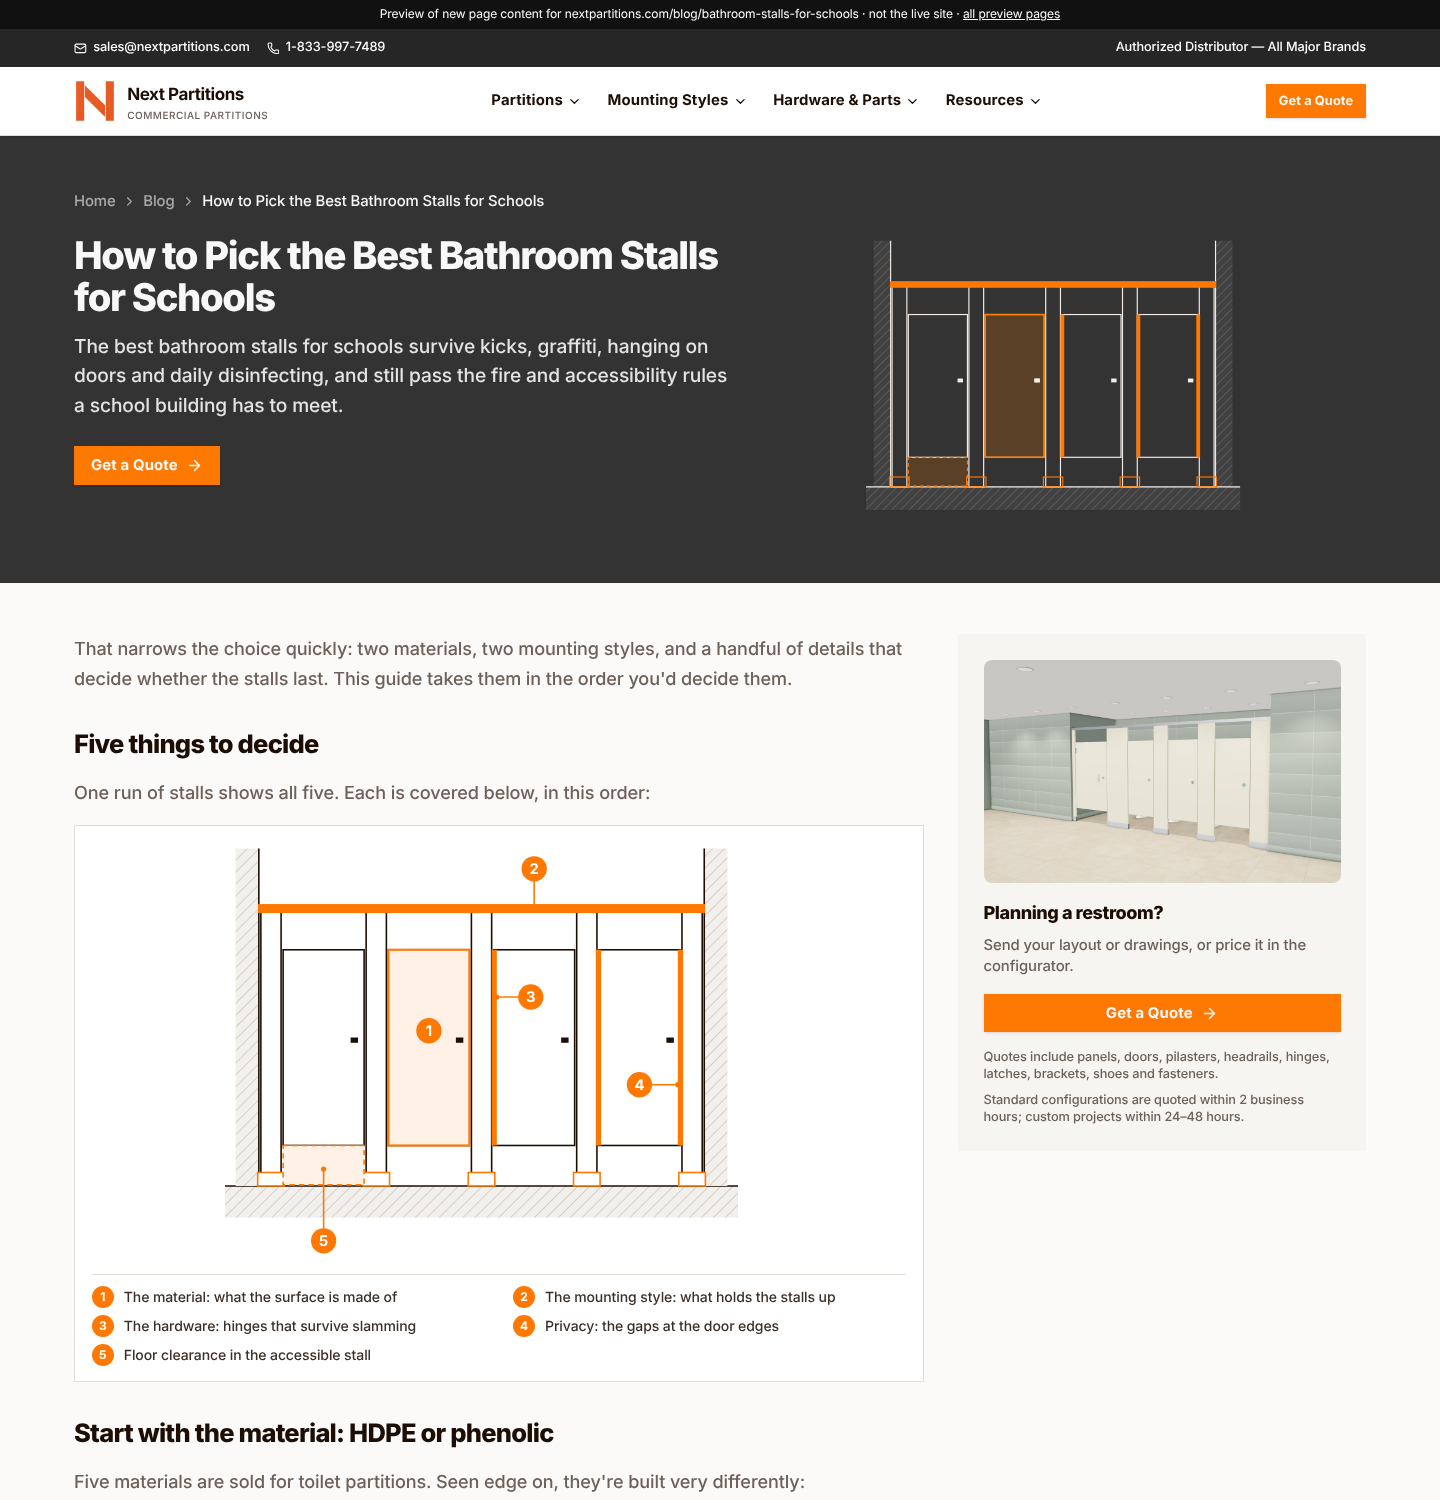 Preview of new page content for nextpartitions.com/blog/bathroom-stalls-for-schools · not the live site · all preview pages
sales@nextpartitions.com 1-833-997-7489
Authorized Distributor — All Major Brands
Next Partitions
COMMERCIAL PARTITIONS
Partitions Mounting Styles Hardware & Parts Resources
Get a Quote
Home > Blog > How to Pick the Best Bathroom Stalls for Schools
How to Pick the Best Bathroom Stalls
for Schools
The best bathroom stalls for schools survive kicks, graffiti, hanging on
doors and daily disinfecting, and still pass the fire and accessibility rules
a school building has to meet.
Get a Quote →
That narrows the choice quickly: two materials, two mounting styles, and a handful of details that
decide whether the stalls last. This guide takes them in the order you'd decide them.
Five things to decide
One run of stalls shows all five. Each is covered below, in this order:
2
3
1
4
5
1 The material: what the surface is made of
2 The mounting style: what holds the stalls up
3 The hardware: hinges that survive slamming
4 Privacy: the gaps at the door edges
5 Floor clearance in the accessible stall
Planning a restroom?
Send your layout or drawings, or price it in the
configurator.
Get a Quote →
Quotes include panels, doors, pilasters, headrails, hinges,
latches, brackets, shoes and fasteners.
Standard configurations are quoted within 2 business
hours; custom projects within 24–48 hours.
Start with the material: HDPE or phenolic
Five materials are sold for toilet partitions. Seen edge on, they're built very differently: